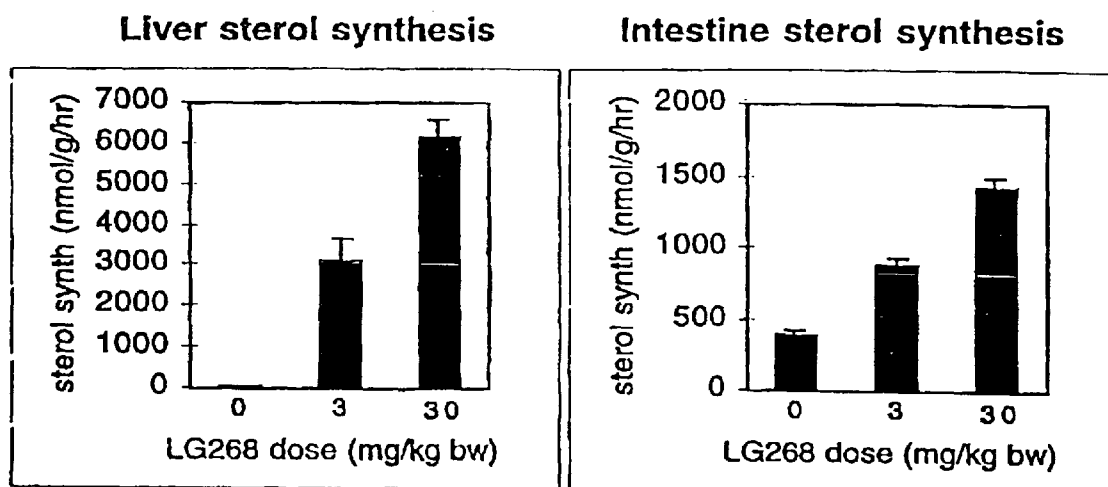 Liver sterol synthesis
sterol synth (nmol/g/hr)
7000
6000
5000
4000
3000
2000
1000
0
0 3 30
LG268 dose (mg/kg bw)
Intestine sterol synthesis
sterol synth (nmol/g/hr)
2000
1500
1000
500
0
0 3 30
LG268 dose (mg/kg bw)